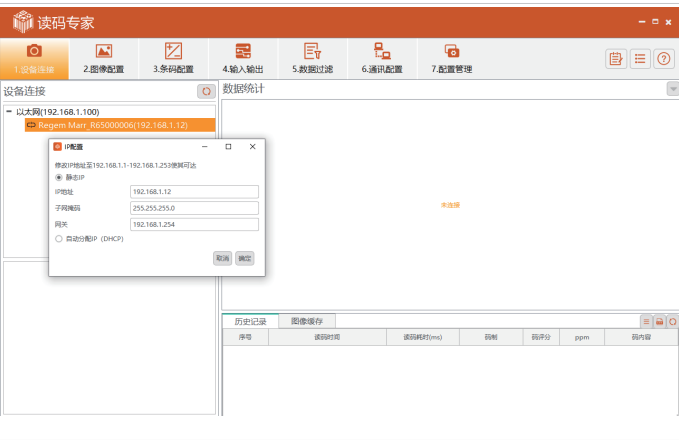 读码专家
1.设备连接
2.图像配置
3.条码配置
4.输入输出
5.数据过滤
6.通讯配置
7.配置管理
设备连接
数据统计
以太网(192.168.1.100)
Regem Marr_R65000006(192.168.1.12)
IP配置
修改IP地址至192.168.1.1-192.168.1.253使其可达
静态IP
IP地址
192.168.1.12
子网掩码
255.255.255.0
网关
192.168.1.254
自动分配IP（DHCP）
取消
确定
未连接
历史记录
图像缓存
序号
读码时间
读码耗时(ms)
码制
码评分
ppm
码内容